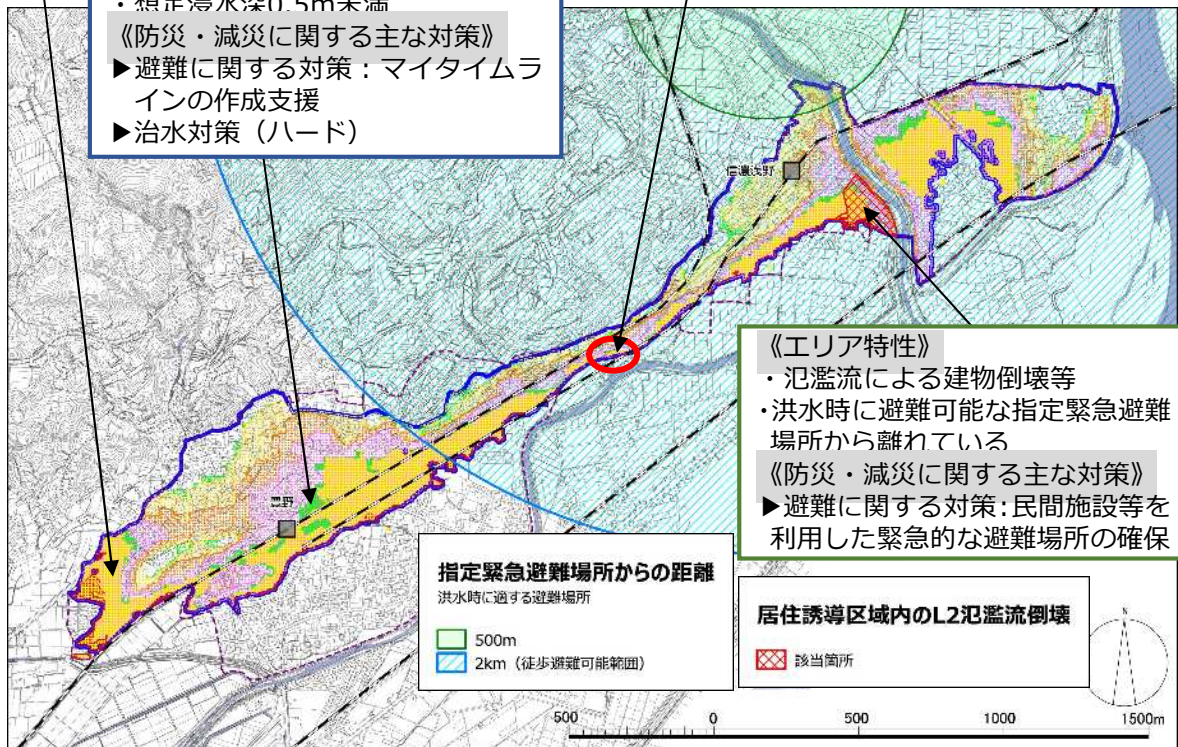 ・想定浸水深0.5m未満
《防災・減災に関する主な対策》
▶避難に関する対策：マイタイムラ
インの作成支援
▶治水対策（ハード）
信濃浅野
《エリア特性》
・氾濫流による建物倒壊等
・洪水時に避難可能な指定緊急避難
場所から離れている
《防災・減災に関する主な対策》
▶避難に関する対策：民間施設等を
利用した緊急的な避難場所の確保
豊野
指定緊急避難場所からの距離
洪水時に適する避難場所
500m
2km（徒歩避難可能範囲）
居住誘導区域内のL2氾濫流倒壊
該当箇所
N
500 0 500 1000 1500m